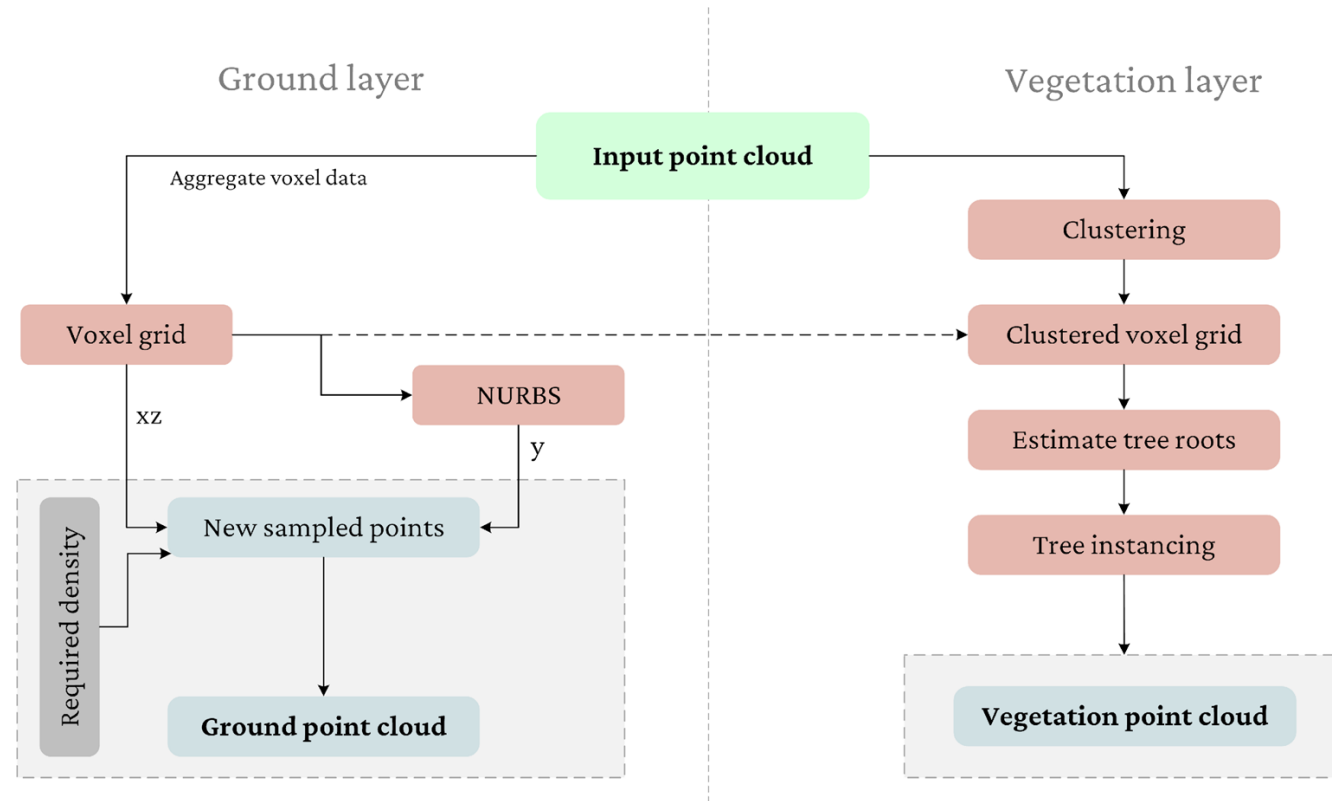 Ground layer
Vegetation layer
Input point cloud
Aggregate voxel data
Clustering
Voxel grid
Clustered voxel grid
NURBS
xz
y
Estimate tree roots
New sampled points
Required density
Tree instancing
Ground point cloud
Vegetation point cloud